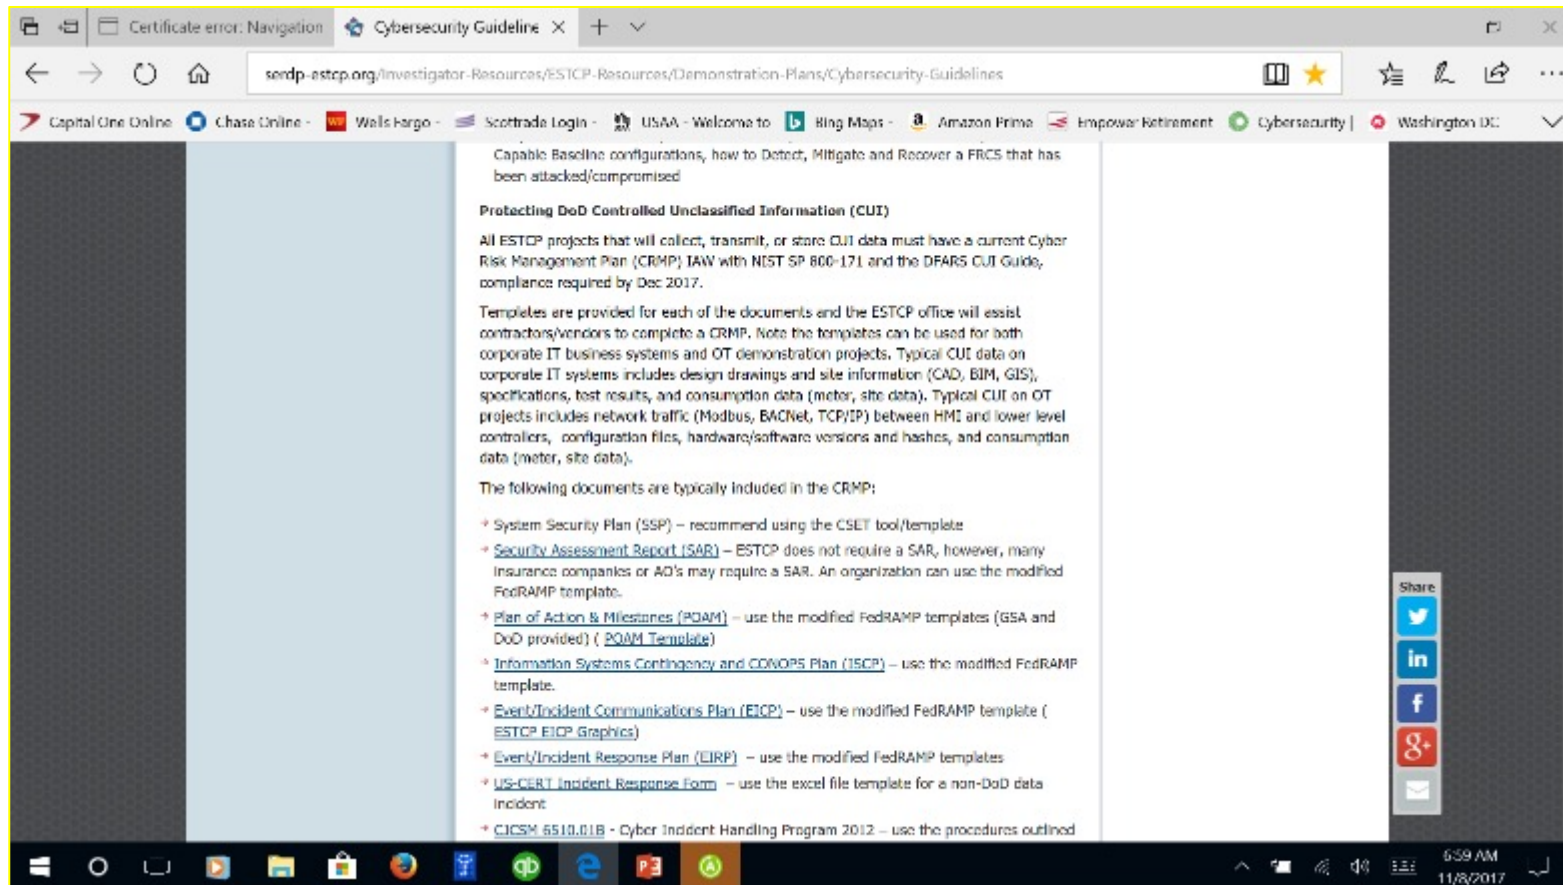 Certificate error: Navigation
Cybersecurity Guideline
serdp-estcp.org/Investigator-Resources/ESTCP-Resources/Demonstration-Plans/Cybersecurity-Guidelines
Capital One Online Chase Online - Wells Fargo - Scottrade Login - USAA - Welcome to Bing Maps - Amazon Prime Empower Retirement Cybersecurity | Washington DC
Capable Baseline configurations, how to Detect, Mitigate and Recover a FRCS that has
been attacked/compromised
Protecting DoD Controlled Unclassified Information (CUI)
All ESTCP projects that will collect, transmit, or store CUI data must have a current Cyber
Risk Management Plan (CRMP) IAW with NIST SP 800-171 and the DFARS CUI Guide,
compliance required by Dec 2017.
Templates are provided for each of the documents and the ESTCP office will assist
contractors/vendors to complete a CRMP. Note the templates can be used for both
corporate IT business systems and OT demonstration projects. Typical CUI data on
corporate IT systems includes design drawings and site information (CAD, BIM, GIS),
specifications, test results, and consumption data (meter, site data). Typical CUI on OT
projects includes network traffic (Modbus, BACNet, TCP/IP) between HMI and lower level
controllers, configuration files, hardware/software versions and hashes, and consumption
data (meter, site data).
The following documents are typically included in the CRMP:
System Security Plan (SSP) – recommend using the CSET tool/template
Security Assessment Report (SAR) – ESTCP does not require a SAR, however, many
insurance companies or AO's may require a SAR. An organization can use the modified
FedRAMP template.
Plan of Action & Milestones (POAM) – use the modified FedRAMP templates (GSA and
DoD provided) ( POAM Template)
Information Systems Contingency and CONOPS Plan (ISCP) – use the modified FedRAMP
template.
Event/Incident Communications Plan (EICP) – use the modified FedRAMP template (
ESTCP EICP Graphics)
Event/Incident Response Plan (EIRP) – use the modified FedRAMP templates
US-CERT Incident Response Form – use the excel file template for a non-DoD data
incident
CJCSM 6510.01B - Cyber Incident Handling Program 2012 – use the procedures outlined
Share
6:59 AM
11/8/2017